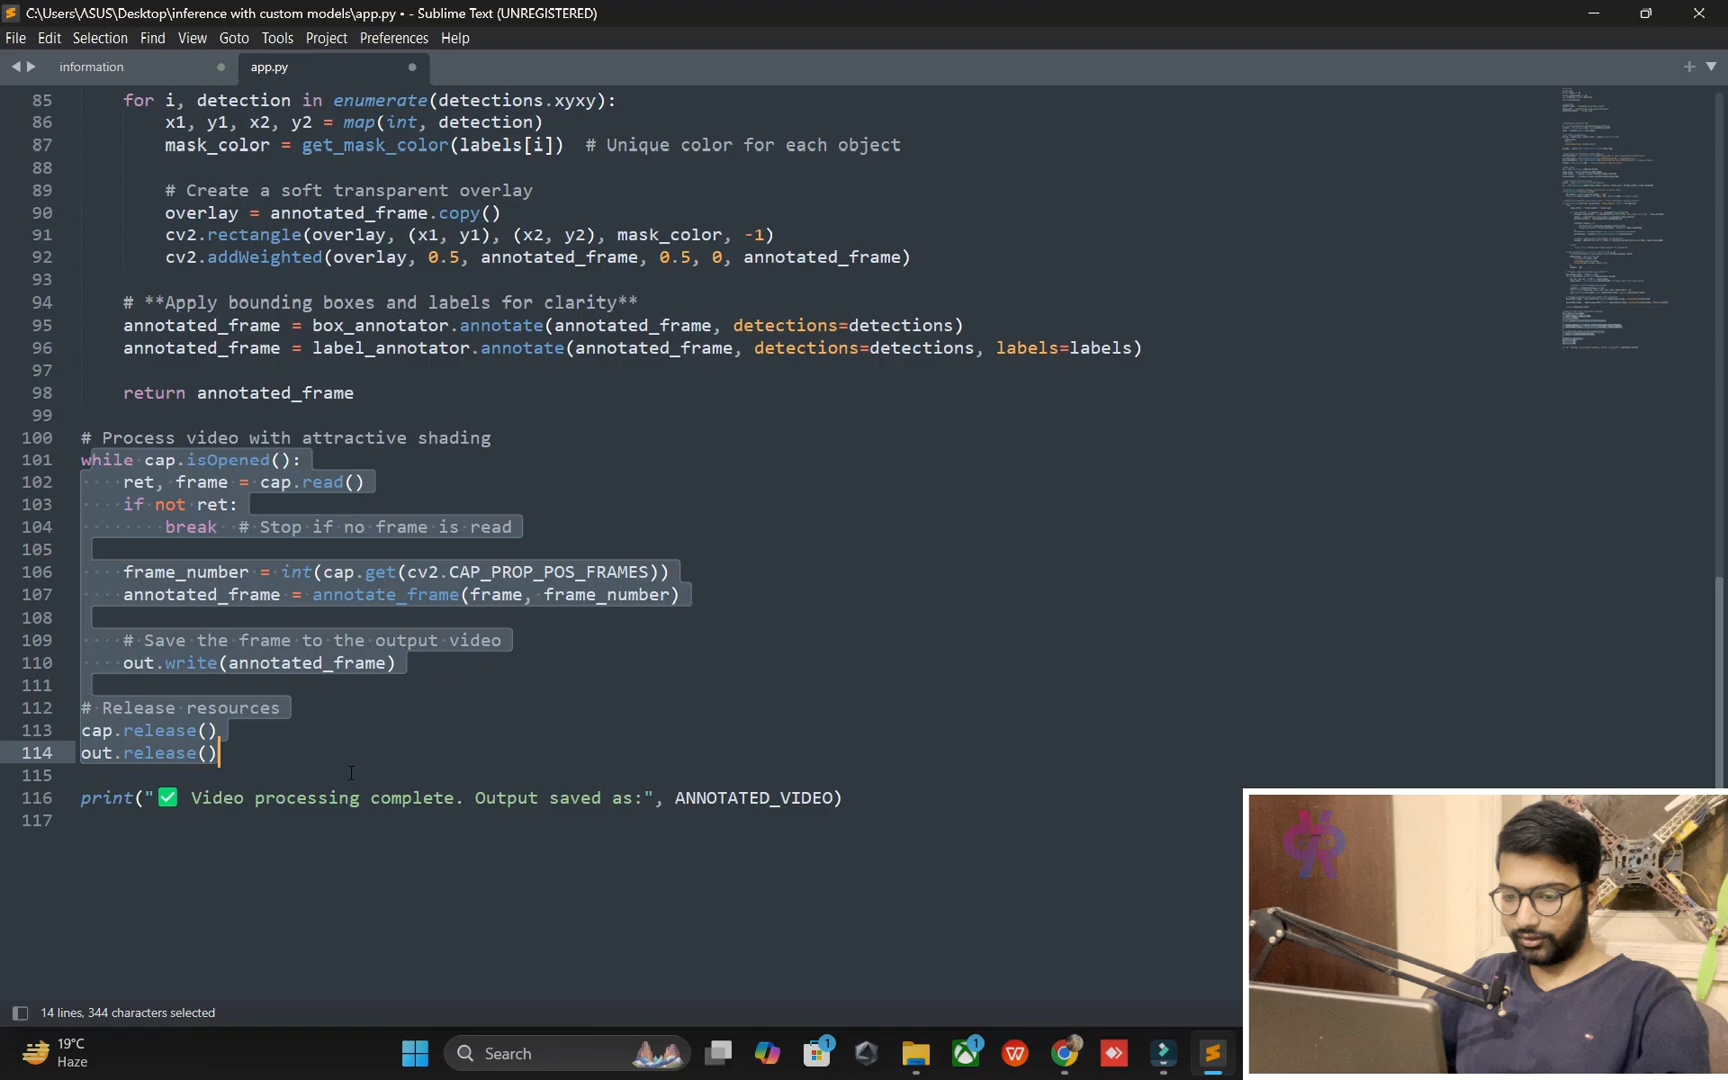 C:\Users\ASUS\Desktop\inference with custom models\app.py • - Sublime Text (UNREGISTERED)
File Edit Selection Find View Goto Tools Project Preferences Help
information app.py
85 for i, detection in enumerate(detections.xyxy):
86 x1, y1, x2, y2 = map(int, detection)
87 mask_color = get_mask_color(labels[i])  # Unique color for each object
88
89 # Create a soft transparent overlay
90 overlay = annotated_frame.copy()
91 cv2.rectangle(overlay, (x1, y1), (x2, y2), mask_color, -1)
92 cv2.addWeighted(overlay, 0.5, annotated_frame, 0.5, 0, annotated_frame)
93
94 # **Apply bounding boxes and labels for clarity**
95 annotated_frame = box_annotator.annotate(annotated_frame, detections=detections)
96 annotated_frame = label_annotator.annotate(annotated_frame, detections=detections, labels=labels)
97
98 return annotated_frame
99
100 # Process video with attractive shading
101 while cap.isOpened():
102 ret, frame = cap.read()
103 if not ret:
104 break  # Stop if no frame is read
105
106 frame_number = int(cap.get(cv2.CAP_PROP_POS_FRAMES))
107 annotated_frame = annotate_frame(frame, frame_number)
108
109 # Save the frame to the output video
110 out.write(annotated_frame)
111
112 # Release resources
113 cap.release()
114 out.release()
115
116 print("✅ Video processing complete. Output saved as:", ANNOTATED_VIDEO)
117
14 lines, 344 characters selected
19°C
Haze
Search
1
1